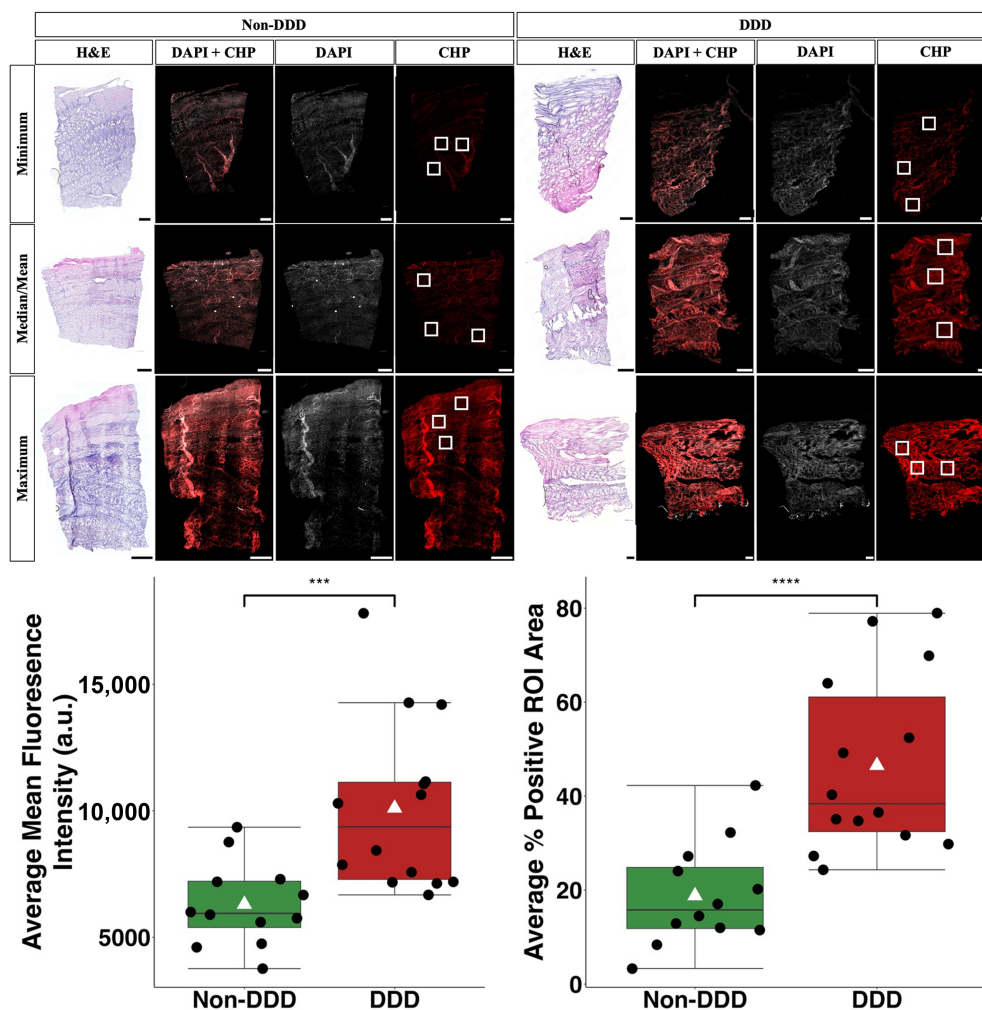 Non-DDD
DDD
H&E
DAPI + CHP
DAPI
CHP
H&E
DAPI + CHP
DAPI
CHP
Minimum
Median/Mean
Maximum
Average Mean Fluoresence
Intensity (a.u.)
***
15,000
10,000
5000
Non-DDD
DDD
Average % Positive ROI Area
****
80
60
40
20
0
Non-DDD
DDD